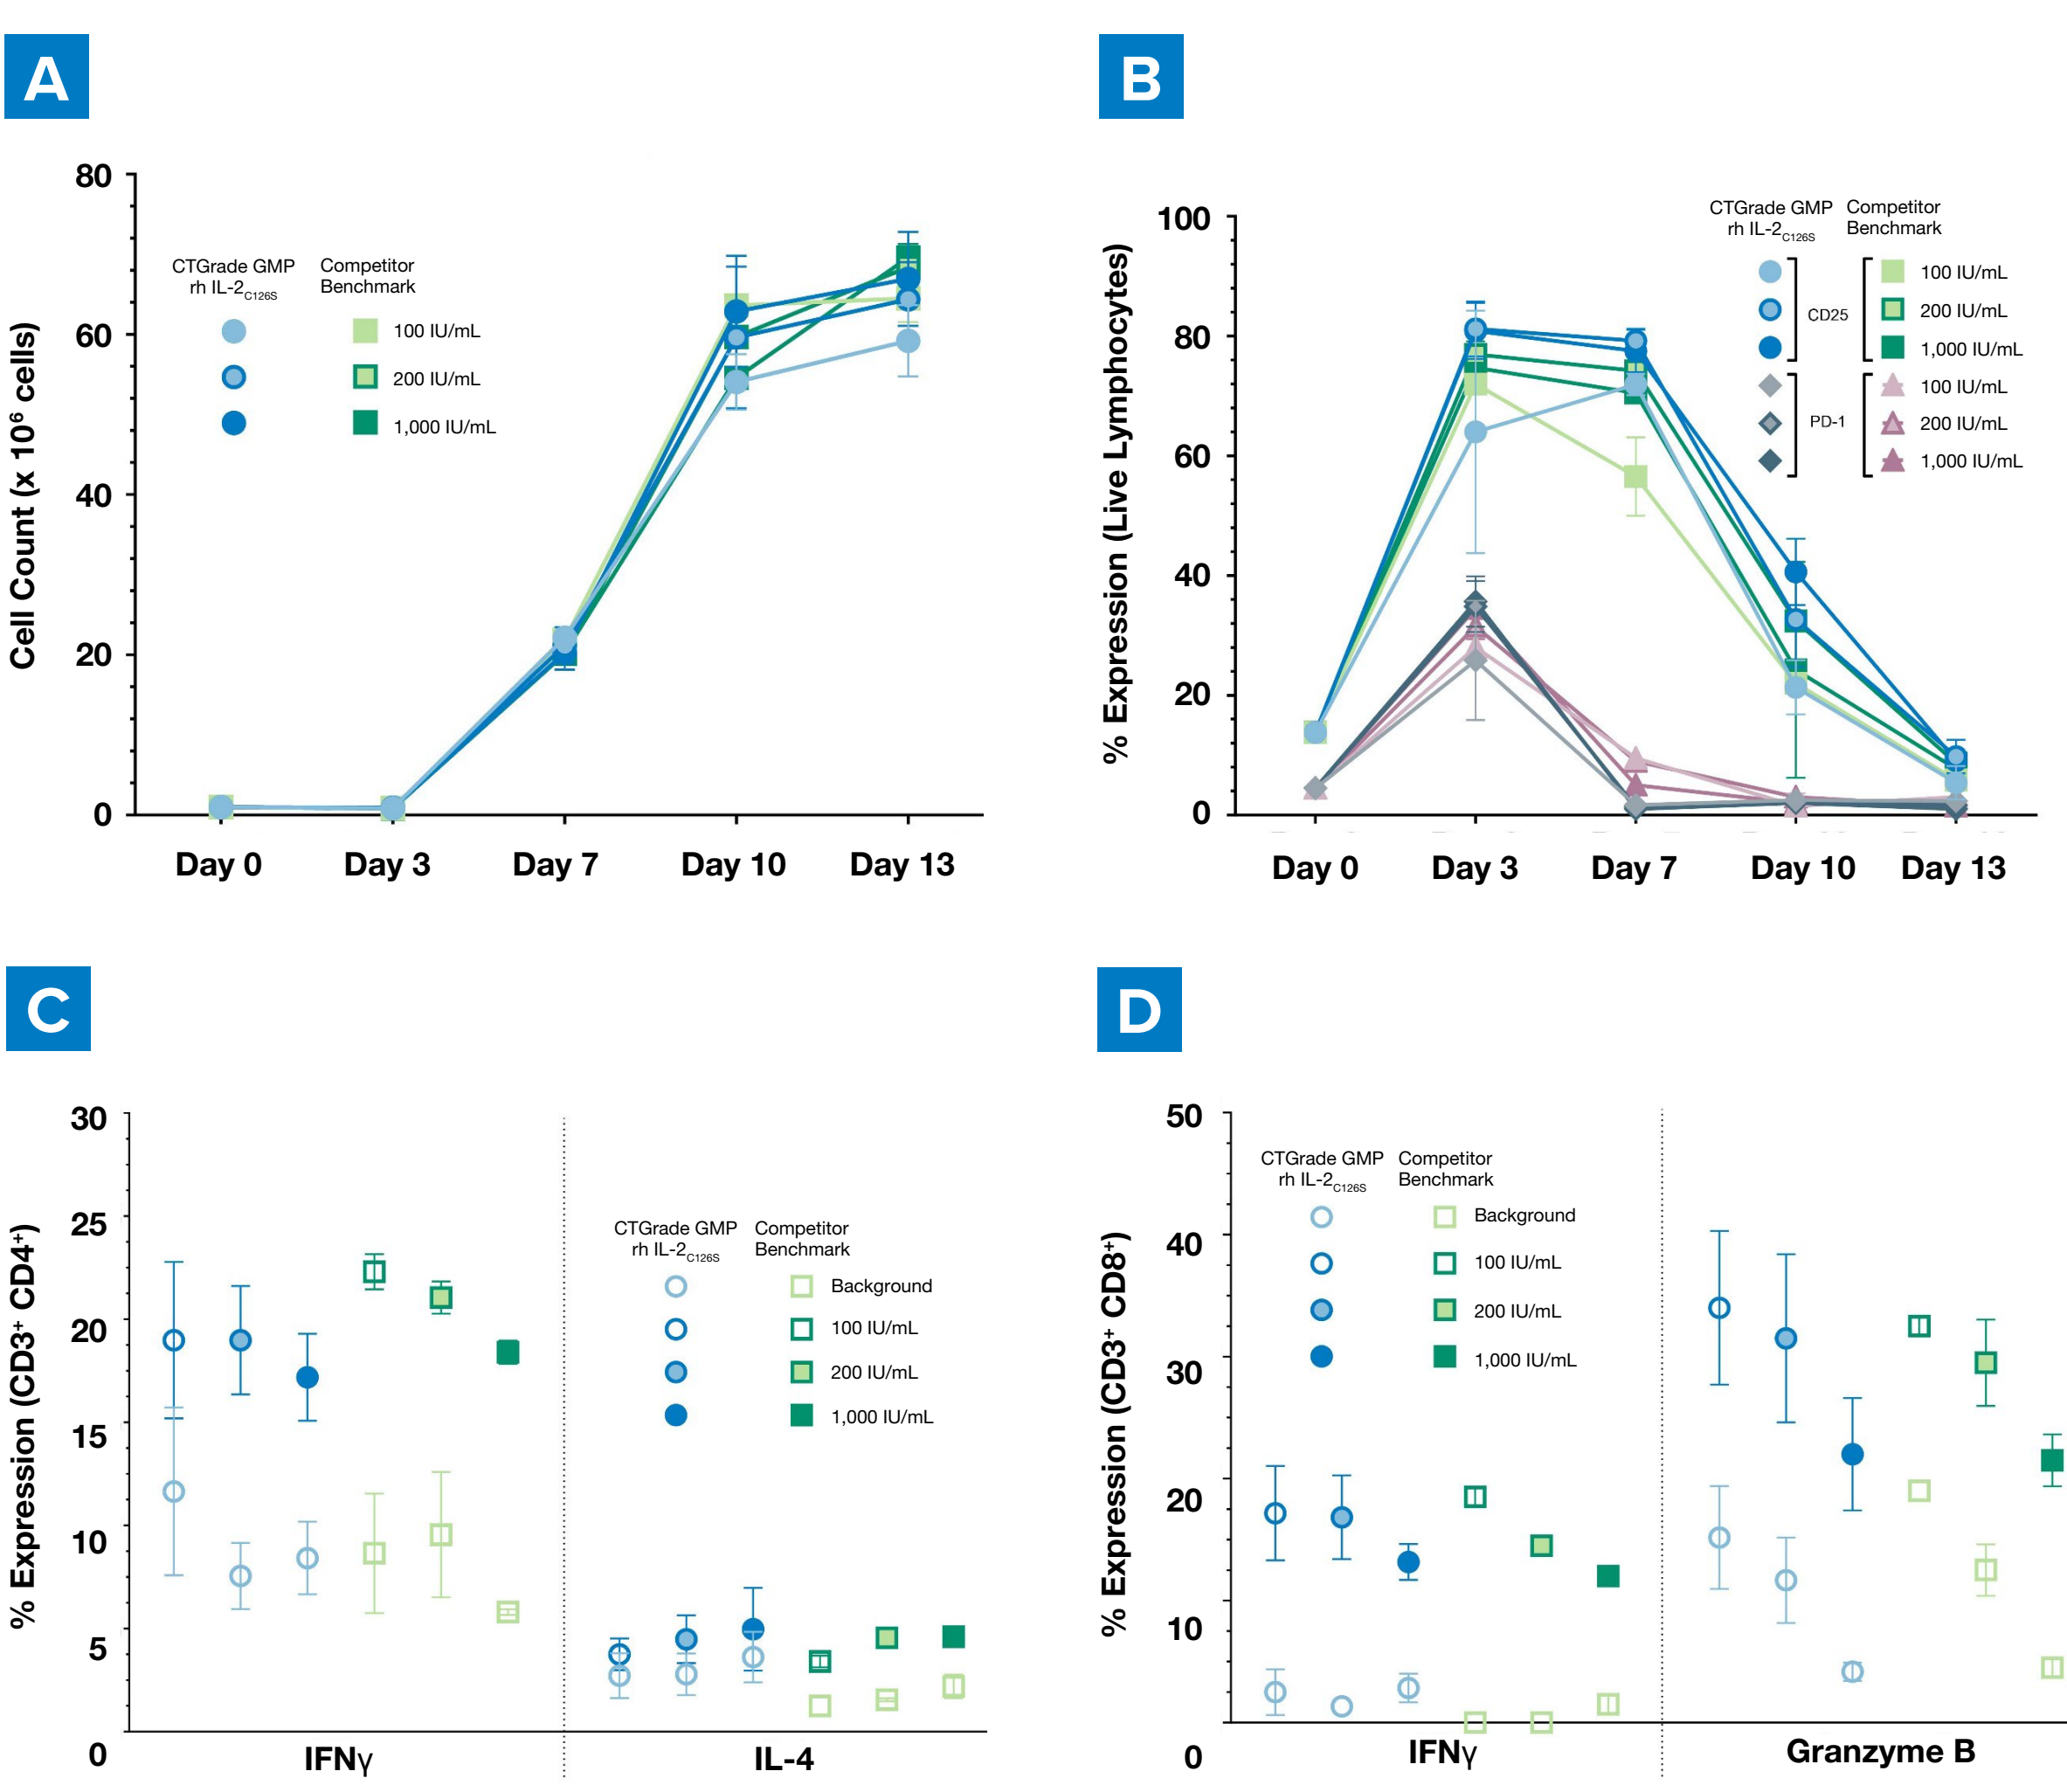 A
Cell Count (x 10⁶ cells)
80
60
40
20
0
CTGrade GMP Competitor
rh IL-2C126S Benchmark
100 IU/mL
200 IU/mL
1,000 IU/mL
Day 0 Day 3 Day 7 Day 10 Day 13
B
% Expression (Live Lymphocytes)
100
80
60
40
20
0
CTGrade GMP Competitor
rh IL-2C126S Benchmark
100 IU/mL
CD25 200 IU/mL
1,000 IU/mL
100 IU/mL
PD-1 200 IU/mL
1,000 IU/mL
Day 0 Day 3 Day 7 Day 10 Day 13
C
% Expression (CD3⁺ CD4⁺)
30
25
20
15
10
5
0
CTGrade GMP Competitor
rh IL-2C126S Benchmark
Background
100 IU/mL
200 IU/mL
1,000 IU/mL
IFNγ IL-4
D
% Expression (CD3⁺ CD8⁺)
50
40
30
20
10
0
CTGrade GMP Competitor
rh IL-2C126S Benchmark
Background
100 IU/mL
200 IU/mL
1,000 IU/mL
IFNγ Granzyme B